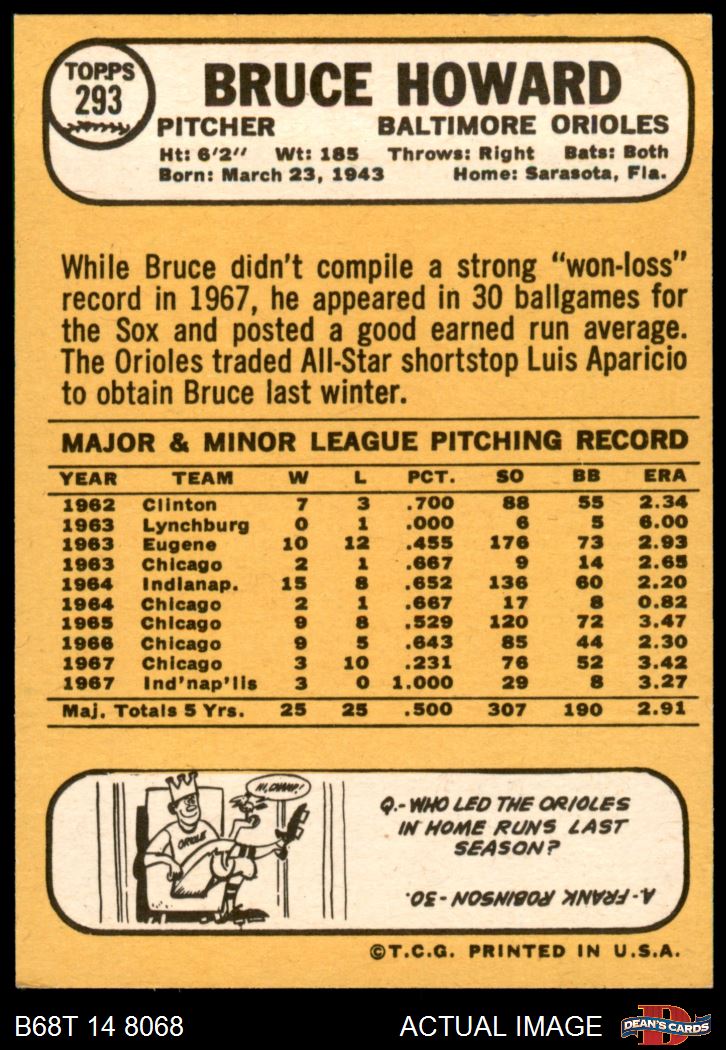 TOPPS
293
BRUCE HOWARD
PITCHER BALTIMORE ORIOLES
Ht: 6'2" Wt: 185 Throws: Right Bats: Both
Born: March 23, 1943 Home: Sarasota, Fla.
While Bruce didn't compile a strong "won-loss"
record in 1967, he appeared in 30 ballgames for
the Sox and posted a good earned run average.
The Orioles traded All-Star shortstop Luis Aparicio
to obtain Bruce last winter.
MAJOR & MINOR LEAGUE PITCHING RECORD
YEAR TEAM W L PCT. SO BB ERA
1962 Clinton 7 3 .700 88 55 2.34
1963 Lynchburg 0 1 .000 6 5 6.00
1963 Eugene 10 12 .455 176 73 2.93
1963 Chicago 2 1 .667 9 14 2.65
1964 Indianap. 15 8 .652 136 60 2.20
1964 Chicago 2 1 .667 17 8 0.82
1965 Chicago 9 8 .529 120 72 3.47
1966 Chicago 9 5 .643 85 44 2.30
1967 Chicago 3 10 .231 76 52 3.42
1967 Ind'nap'lis 3 0 1.000 29 8 3.27
Maj. Totals 5 Yrs. 25 25 .500 307 190 2.91
HI, CHAMP!
ORIOLE
Q.-WHO LED THE ORIOLES
IN HOME RUNS LAST
SEASON?
A-FRANK ROBINSON-30.
©T.C.G. PRINTED IN U.S.A.
B68T 14 8068 ACTUAL IMAGE
D
DEAN'S CARDS